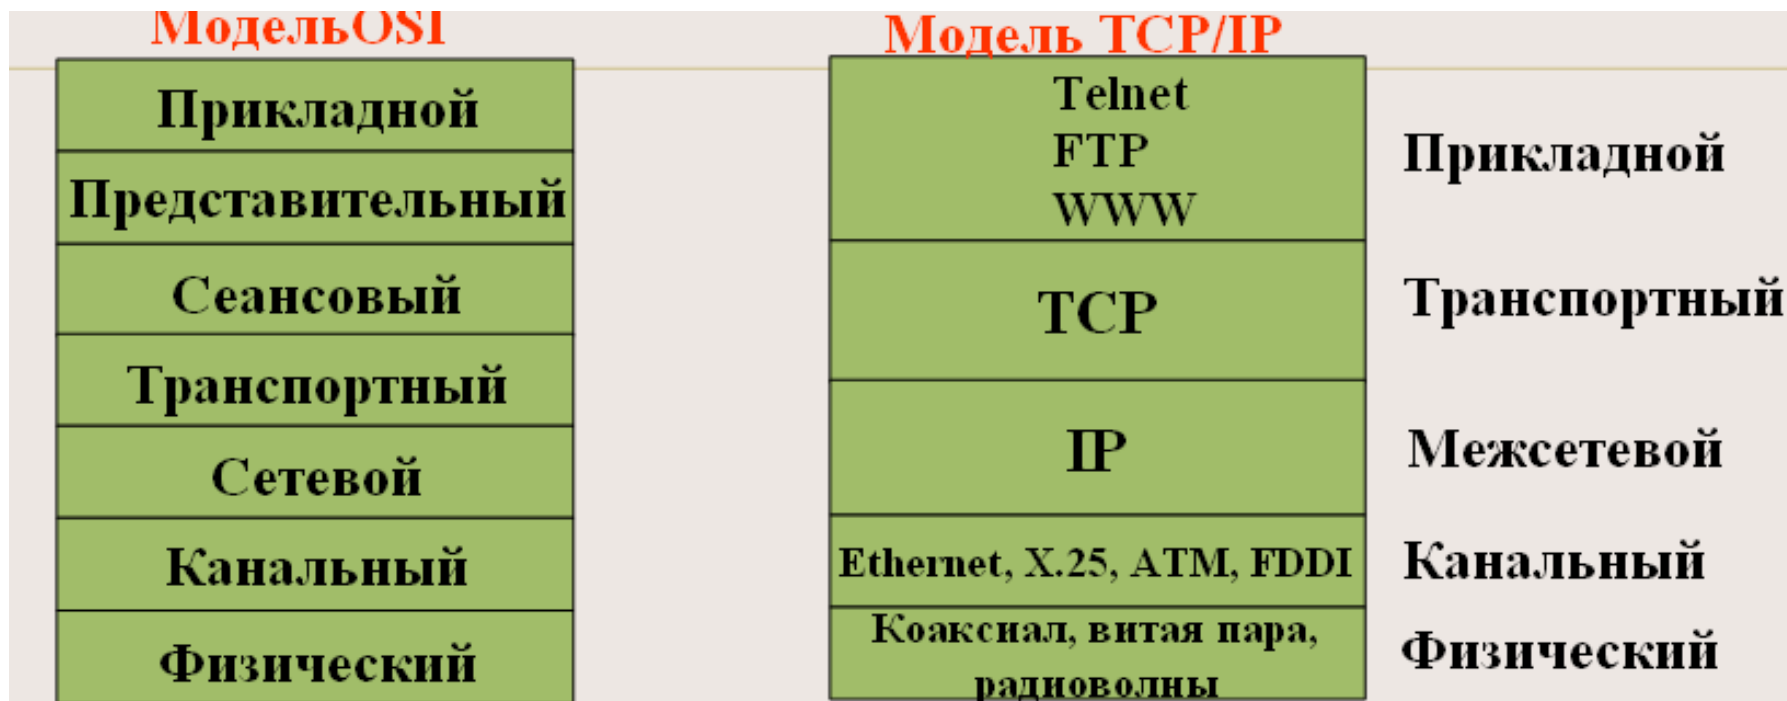 МодельOSI
Прикладной
Представительный
Сеансовый
Транспортный
Сетевой
Канальный
Физический
Модель TCP/IP
Telnet
FTP
WWW
Прикладной
TCP
Транспортный
IP
Межсетевой
Ethernet, X.25, ATM, FDDI
Канальный
Коаксиал, витая пара,
радиоволны
Физический